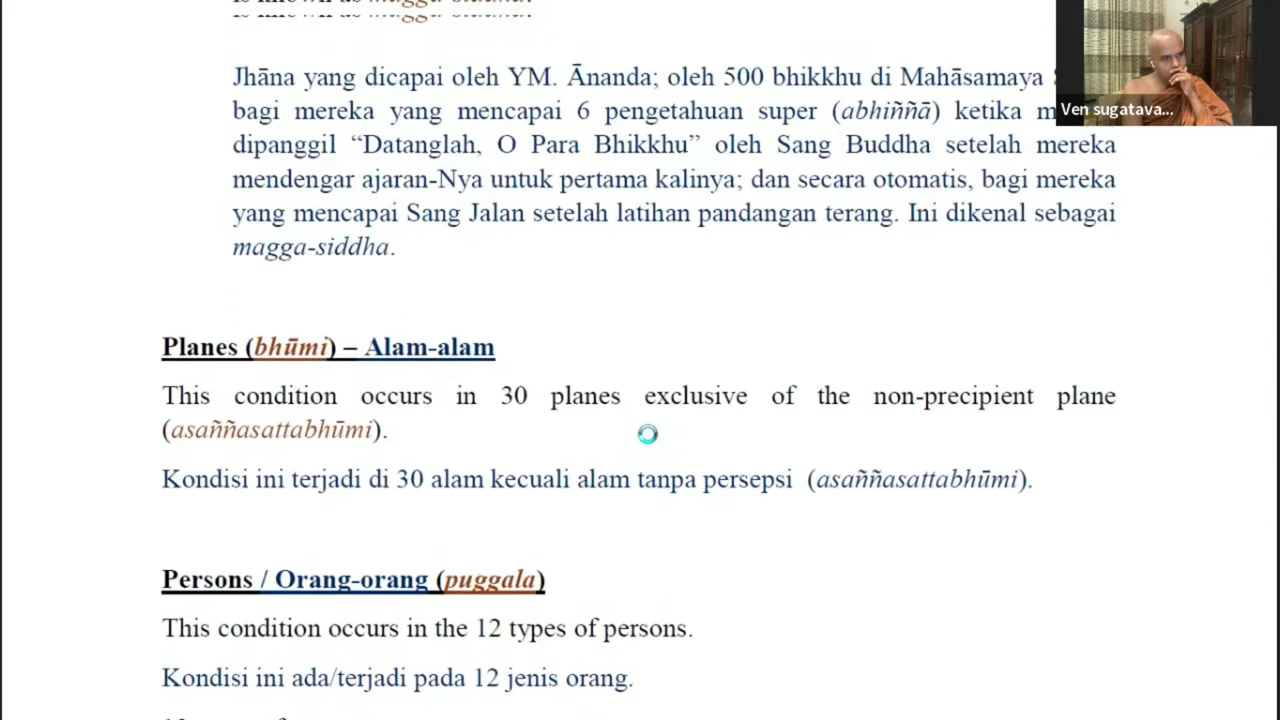 Jhāna yang dicapai oleh YM. Ānanda; oleh 500 bhikkhu di Mahāsamaya
bagi mereka yang mencapai 6 pengetahuan super (abhiññā) ketika
dipanggil “Datanglah, O Para Bhikkhu” oleh Sang Buddha setelah mereka
mendengar ajaran-Nya untuk pertama kalinya; dan secara otomatis, bagi mereka
yang mencapai Sang Jalan setelah latihan pandangan terang. Ini dikenal sebagai
magga-siddha.
Ven sugatava...
Planes (bhūmi) – Alam-alam
This condition occurs in 30 planes exclusive of the non-precipient plane
(asaññasattabhūmi).
Kondisi ini terjadi di 30 alam kecuali alam tanpa persepsi (asaññasattabhūmi).
Persons / Orang-orang (puggala)
This condition occurs in the 12 types of persons.
Kondisi ini ada/terjadi pada 12 jenis orang.